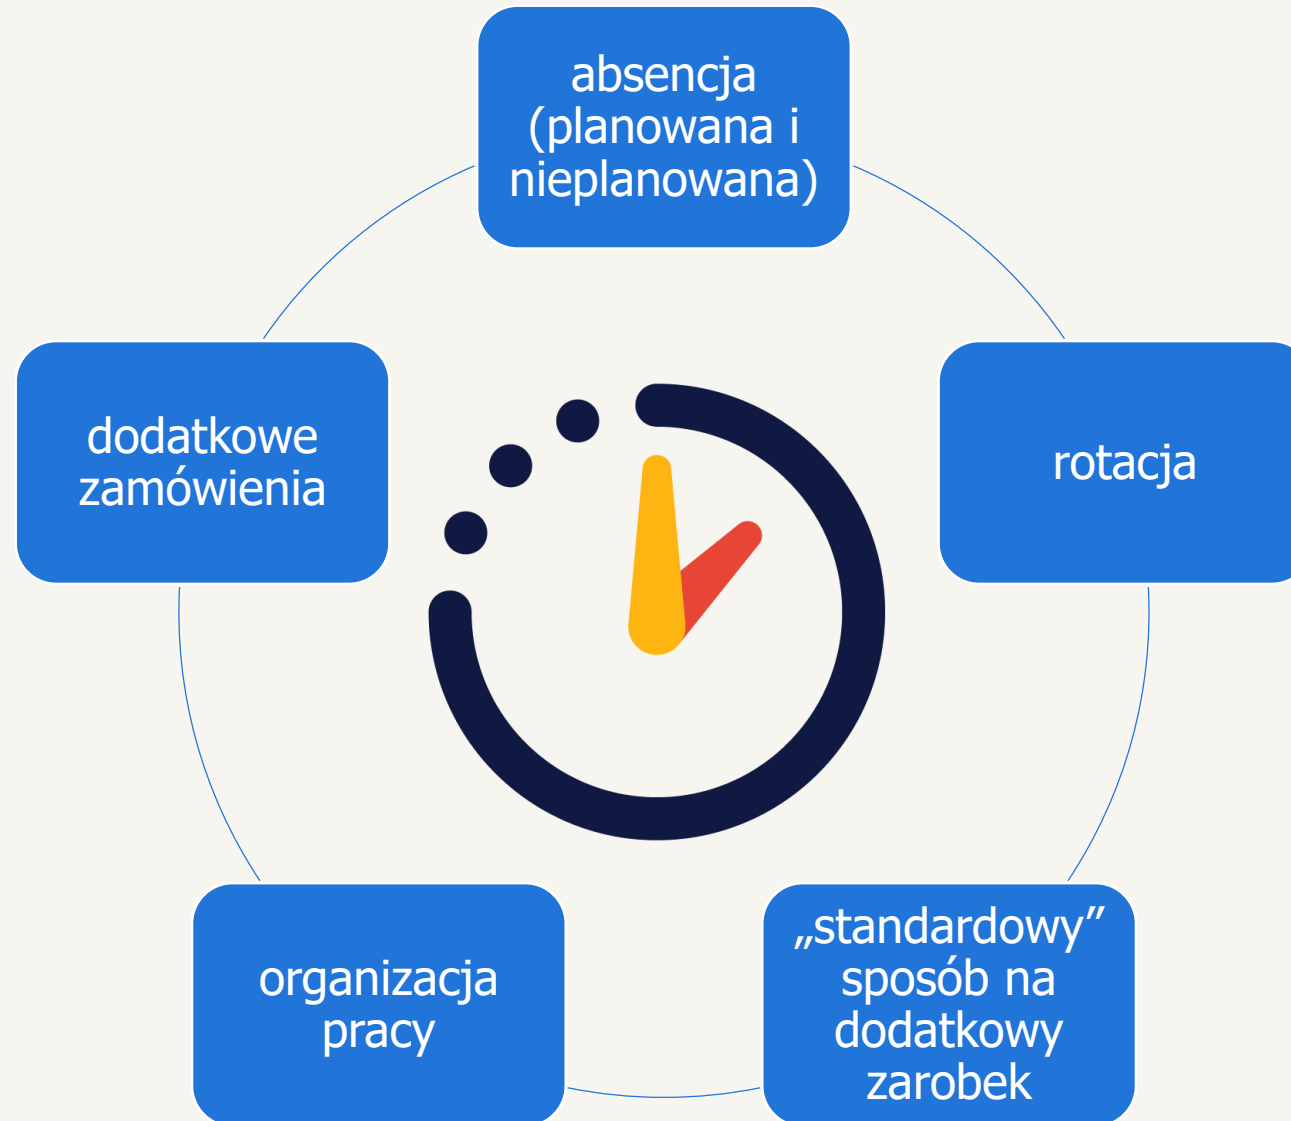 absencja
(planowana i
nieplanowana)
rotacja
„standardowy”
sposób na
dodatkowy
zarobek
organizacja
pracy
dodatkowe
zamówienia